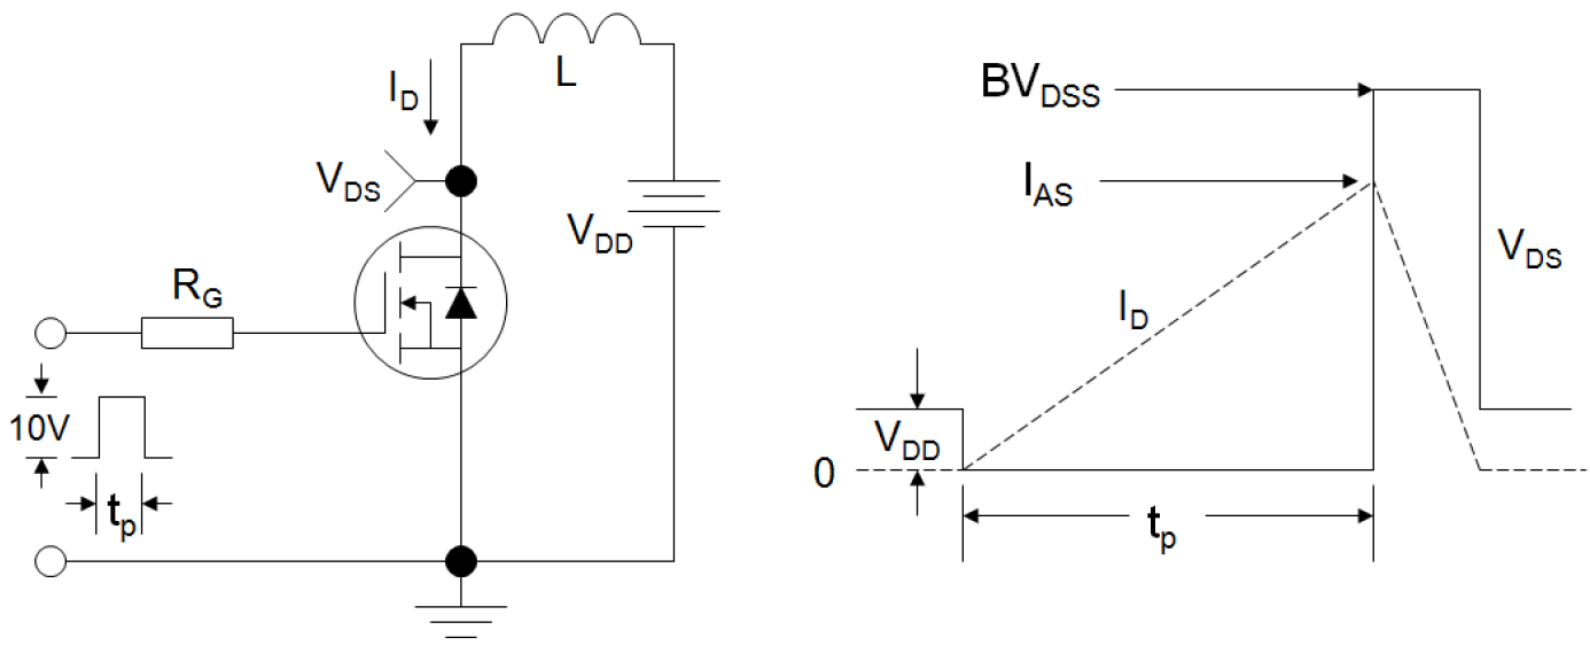 L
I_D
V_DS
V_DD
R_G
10V
t_p
BV_DSS
I_AS
V_DS
I_D
V_DD
0
t_p